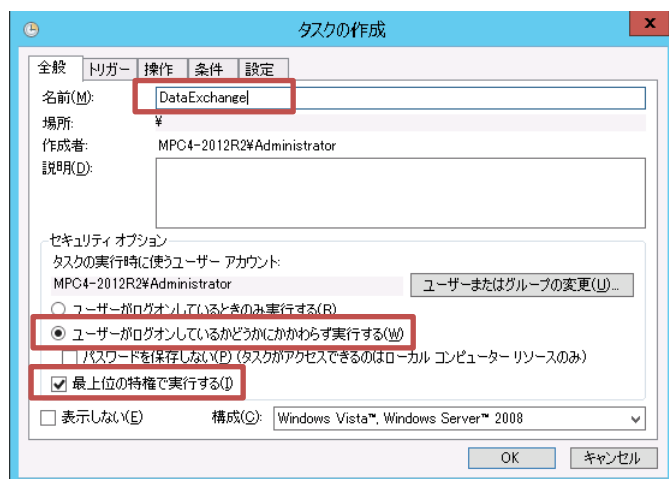 タスクの作成
x
全般 トリガー 操作 条件 設定
名前(M): DataExchange
場所: ¥
作成者: MPC4-2012R2¥Administrator
説明(D):
セキュリティ オプション
タスクの実行時に使うユーザー アカウント:
MPC4-2012R2¥Administrator ユーザーまたはグループの変更(U)...
ユーザーがログオンしているときのみ実行する(R)
ユーザーがログオンしているかどうかにかかわらず実行する(W)
パスワードを保存しない(P) (タスクがアクセスできるのはローカル コンピューター リソースのみ)
最上位の特権で実行する(I)
表示しない(E) 構成(C): Windows Vista™, Windows Server™ 2008
OK キャンセル